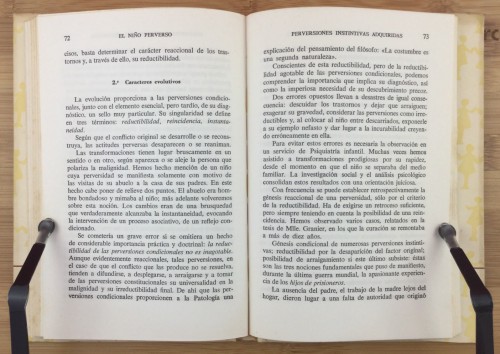 72 EL NIÑO PERVERSO
cisos, basta determinar el carácter reaccional de los tras-
tornos y, a través de ello, su reductibilidad.
2.º Caracteres evolutivos
La evolución proporciona a las perversiones condicio-
nales, junto con el elemento esencial, pero tardío, de su diag-
nóstico, un sello muy particular. Su singularidad se define
en tres términos: reductibilidad, reincidencia, instanta-
neidad.
Según que el conflicto original se desarrolle o se recons-
truya, las actitudes perversas desaparecen o se reaniman.
Las transformaciones tienen lugar bruscamente en un
sentido o en otro, según aparezca o se aleje la persona que
polariza la malignidad. Hemos hecho mención de un niño
cuya perversidad se manifiesta solamente con motivo de
las visitas de su abuelo a la casa de sus padres. En este
hecho cabe poner de relieve dos puntos. El abuelo era hom-
bre bondadoso y mimaba al niño; más adelante volveremos
sobre esta noción. Los cambios eran de una brusquedad
que verdaderamente alcanzaba la instantaneidad, evocando
la intervención de un proceso asociativo, de un reflejo con-
dicionado.
Se cometería un grave error si se omitiera un hecho
de considerable importancia práctica y doctrinal: la reduc-
tibilidad de las perversiones condicionales no es inagotable.
Aunque evidentemente reaccionales, tales perversiones, en
el caso de que el conflicto que las produce no se resuelva,
tienden a difundirse, a desplegarse, a arraigarse y a tomar
de las perversiones constitucionales su universalidad en la
malignidad y su irreductibilidad final. De ahí que las per-
versiones condicionales proporcionen a la Patología una
PERVERSIONES INSTINTIVAS ADQUIRIDAS 73
explicación del pensamiento del filósofo: «La costumbre es
una segunda naturaleza».
Conscientes de esta reductibilidad, pero de la reductibi-
lidad agotable de las perversiones condicionales, podemos
comprender la importancia que implica su diagnóstico, así
como la imperiosa necesidad de su descubrimiento precoz.
Dos errores opuestos llevan a desastres de igual conse-
cuencia: descuidar los trastornos y dejar que arraiguen;
exagerar su gravedad, considerar las perversiones como irre-
ductibles y, al colocar al niño entre descentrados, exponerle
a su ejemplo nefasto y dar lugar a la incurabilidad creyen-
do erróneamente en ella.
Para evitar estos errores es necesaria la observación en
un servicio de Psiquiatría infantil. Muchas veces hemos
asistido a transformaciones prodigiosas por su rapidez,
desde el momento en que el niño se separaba del medio
familiar. La investigación social y el análisis psicológico
consolidan estos resultados con una orientación juiciosa.
Con frecuencia se puede establecer retrospectivamente la
génesis reaccional de una perversidad, sólo por el criterio
de la reductibilidad. Ha de exigirse un retroceso suficiente,
pero siempre teniendo en cuenta la posibilidad de una rein-
cidencia. Hemos observado varios casos, relatados en la
tesis de Mlle. Granier, en los que la curación se remontaba
a más de diez años.
Génesis condicional de numerosas perversiones instinti-
vas; reductibilidad por la desaparición del factor original;
posibilidad de arraigamiento si este último subsiste: éstas
son las tres nociones fundamentales que puso de manifiesto,
durante la última guerra mundial, la apasionante experien-
cia de los hijos de prisioneros.
La ausencia del padre, el trabajo de la madre lejos del
hogar, dieron lugar a una falta de autoridad que originó